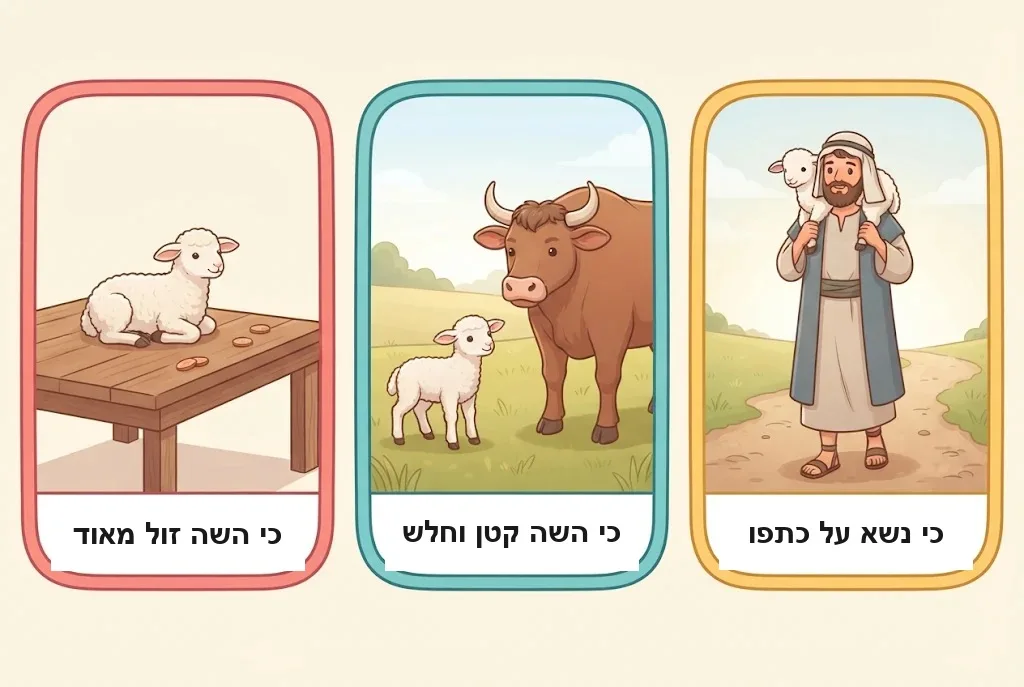 כי נשא על כתפו
כי השה קטן וחלש
כי השה זול מאוד